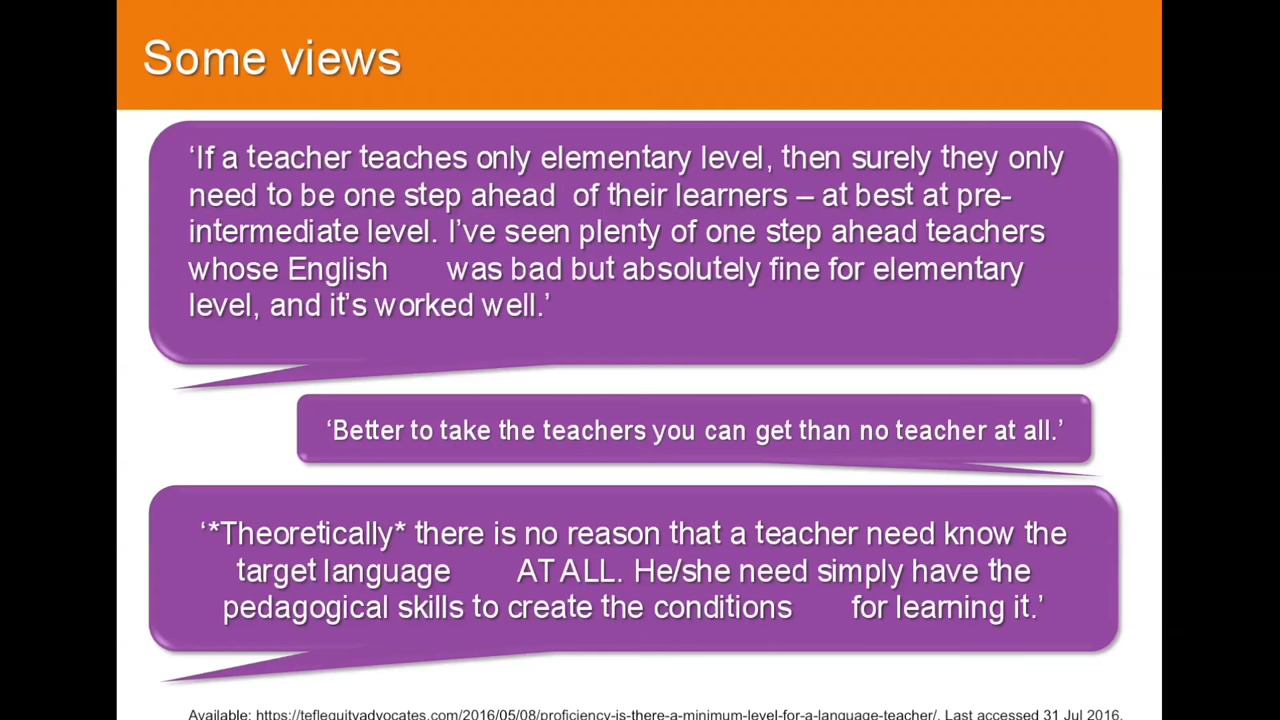 Some views
‘If a teacher teaches only elementary level, then surely they only
need to be one step ahead of their learners – at best at pre-
intermediate level. I’ve seen plenty of one step ahead teachers
whose English was bad but absolutely fine for elementary
level, and it’s worked well.’
‘Better to take the teachers you can get than no teacher at all.’
‘*Theoretically* there is no reason that a teacher need know the
target language AT ALL. He/she need simply have the
pedagogical skills to create the conditions for learning it.’
Available: https://teflequityadvocates.com/2016/05/08/proficiency-is-there-a-minimum-level-for-a-language-teacher/. Last accessed 31 Jul 2016.